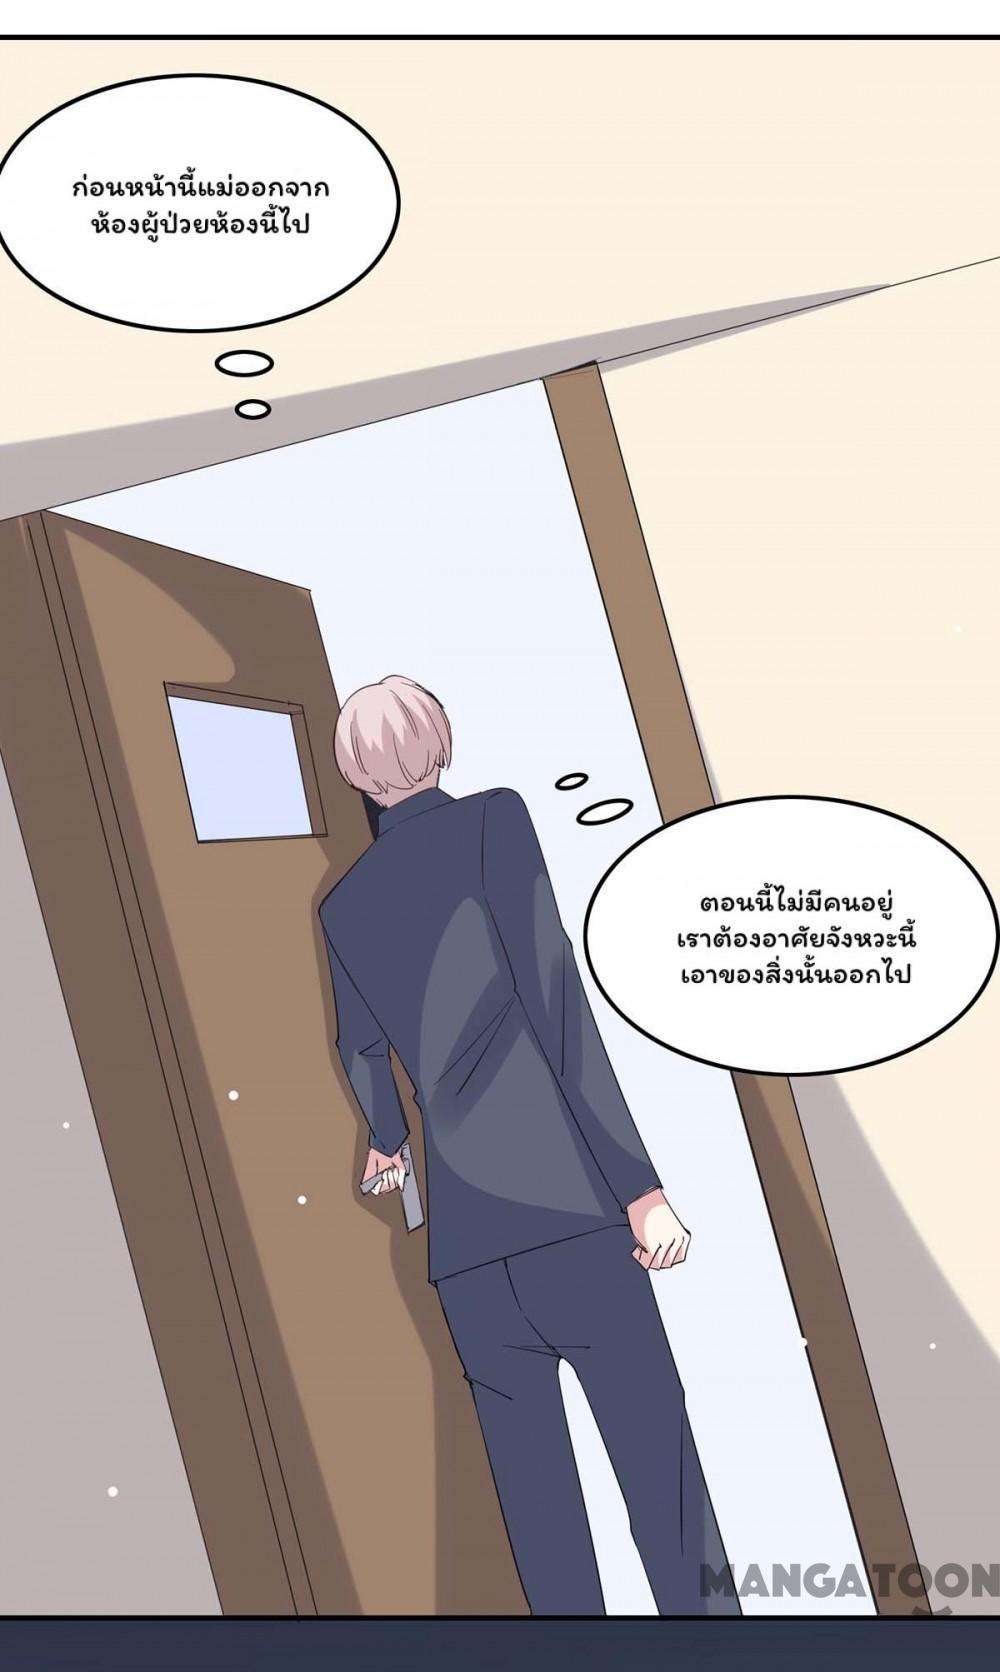 ก่อนหน้านี้แม่ออกจาก
ห้องผู้ป่วยห้องนี้ไป
ตอนนี้ไม่มีคนอยู่
เราต้องอาศัยจังหวะนี้
เอาของสิ่งนั้นออกไป
MANGATOON